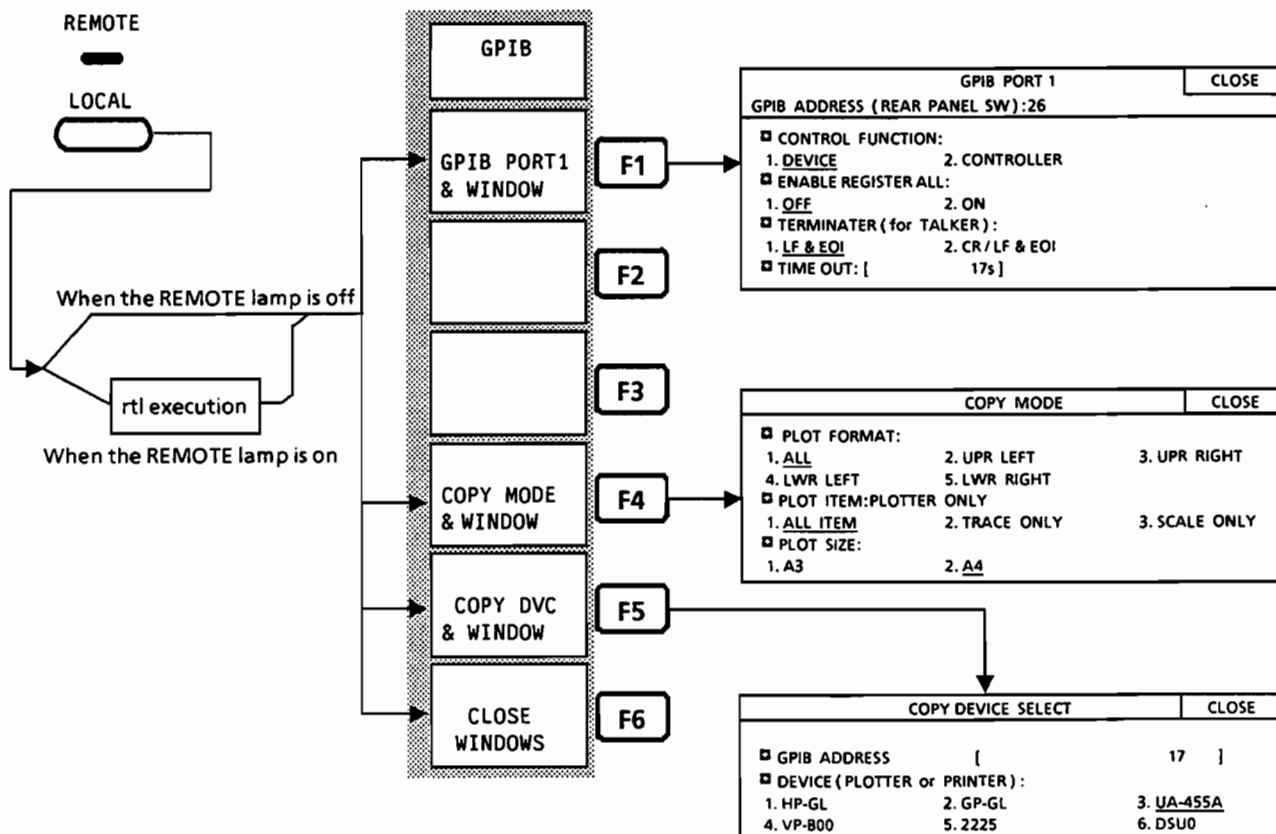 REMOTE
LOCAL
When the REMOTE lamp is off
rtl execution
When the REMOTE lamp is on
GPIB
GPIB PORT1
& WINDOW
F1
F2
F3
COPY MODE
& WINDOW
F4
COPY DVC
& WINDOW
F5
CLOSE
WINDOWS
F6
GPIB PORT 1 CLOSE
GPIB ADDRESS (REAR PANEL SW):26
CONTROL FUNCTION:
1. DEVICE 2. CONTROLLER
ENABLE REGISTER ALL:
1. OFF 2. ON
TERMINATER (for TALKER):
1. LF & EOI 2. CR/LF & EOI
TIME OUT: [ 17s]
COPY MODE CLOSE
PLOT FORMAT:
1. ALL 2. UPR LEFT 3. UPR RIGHT
4. LWR LEFT 5. LWR RIGHT
PLOT ITEM:PLOTTER ONLY
1. ALL ITEM 2. TRACE ONLY 3. SCALE ONLY
PLOT SIZE:
1. A3 2. A4
COPY DEVICE SELECT CLOSE
GPIB ADDRESS [ 17 ]
DEVICE (PLOTTER or PRINTER):
1. HP-GL 2. GP-GL 3. UA-455A
4. VP-800 5. 2225 6. DSU0